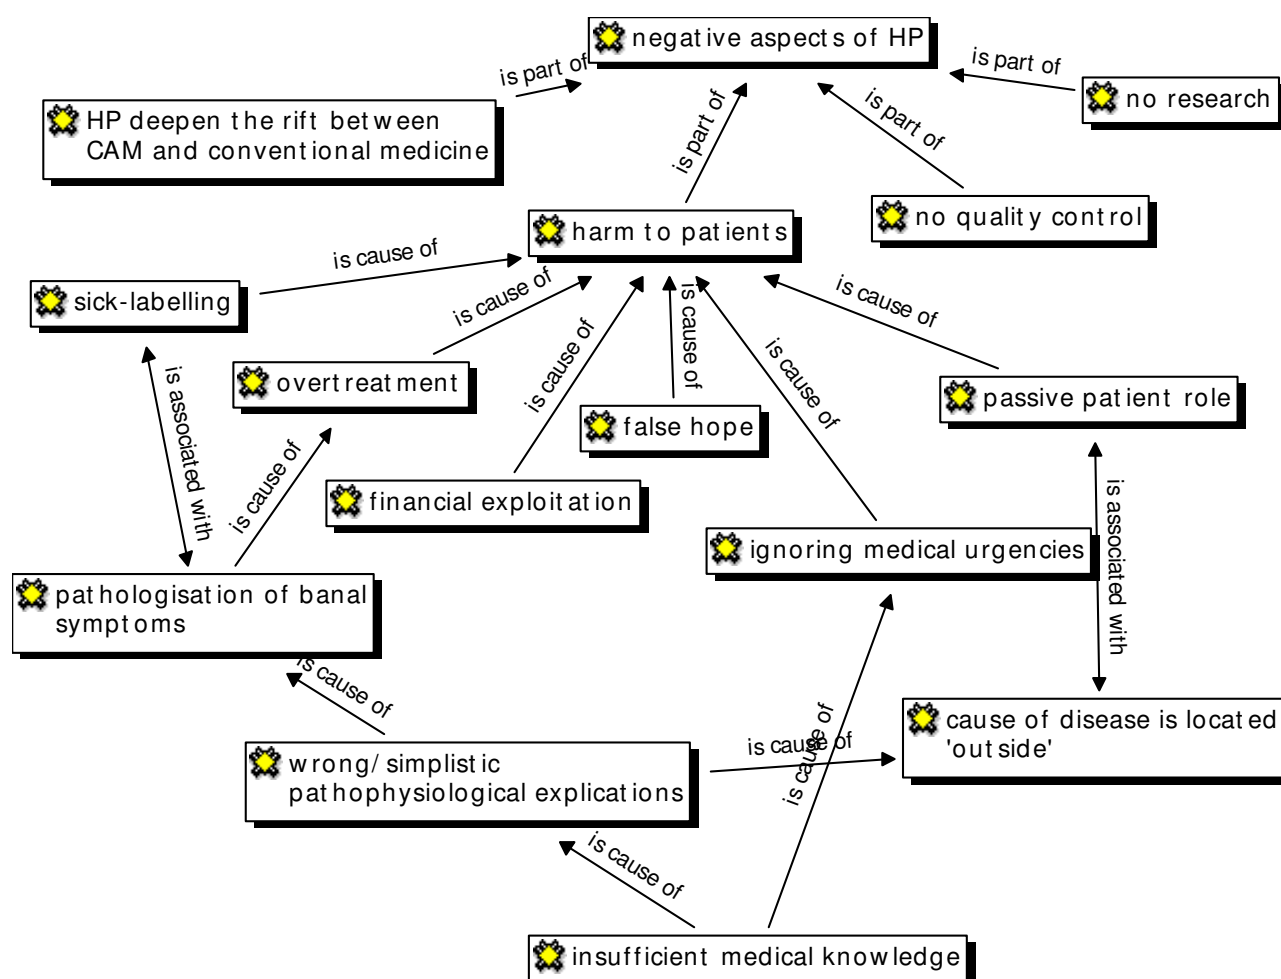 negative aspects of HP
is part of
is part of
HP deepen the rift between
CAM and conventional medicine
no research
is part of
is part of
no quality control
harm to patients
is cause of
sick-labelling
is cause of
is cause of
is cause of
is cause of
is cause of
overtreatment
passive patient role
false hope
is associated with
is cause of
financial exploitation
ignoring medical urgencies
is associated with
pathologisation of banal
symptoms
is cause of
cause of disease is located
'outside'
is cause of
is cause of
wrong/simplistic
pathophysiological explications
is cause of
insufficient medical knowledge